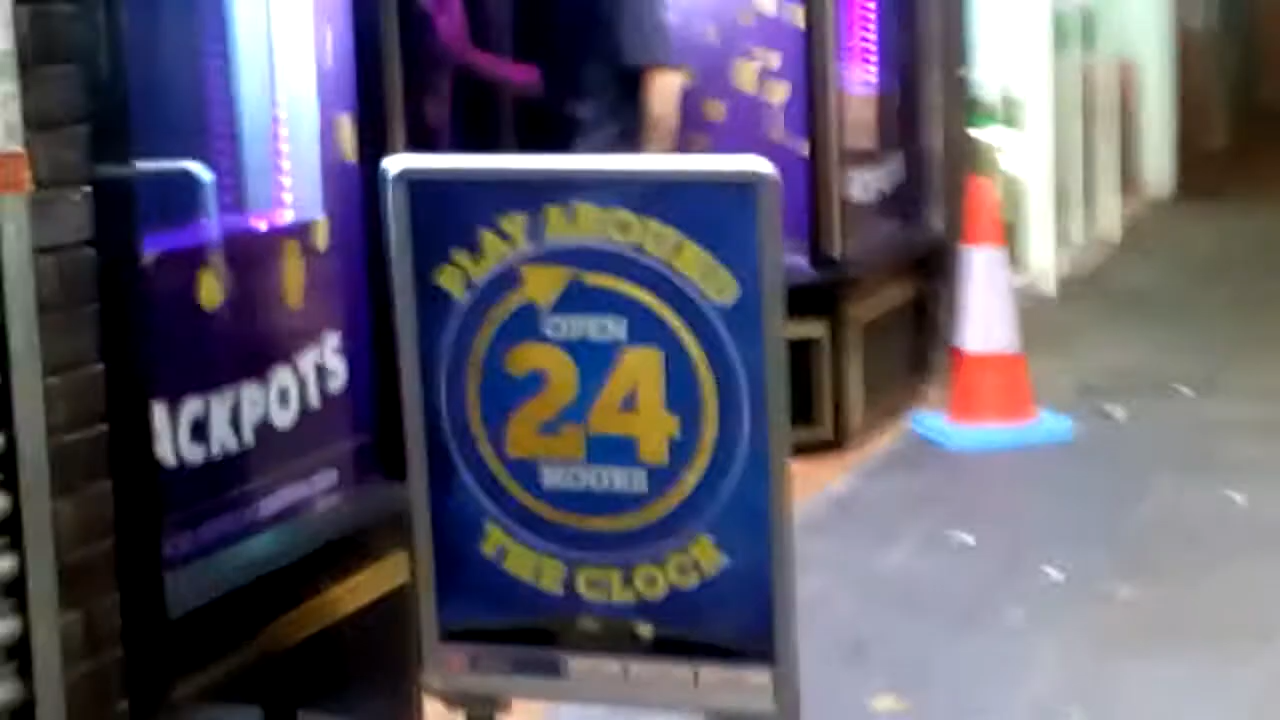 PLAY AROUND
OPEN
24
HOURS
THE CLOCK
ACKPOTS